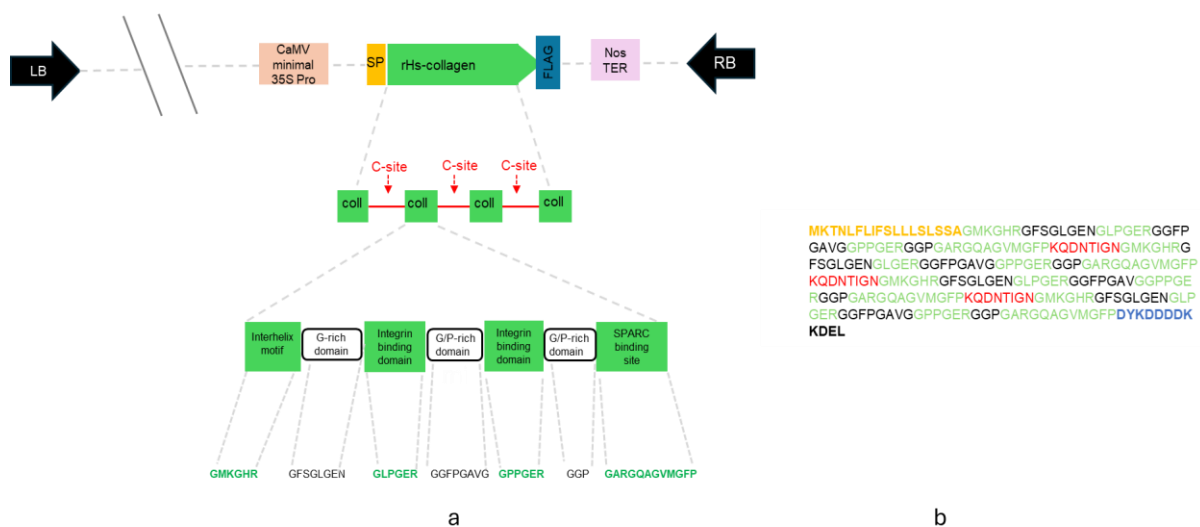 LB
CaMV
minimal
35S Pro
SP
rHs-collagen
FLAG
Nos
TER
RB
C-site
C-site
C-site
coll
coll
coll
coll
Interhelix
motif
G-rich
domain
Integrin
binding
domain
G/P-rich
domain
Integrin
binding
domain
G/P-rich
domain
SPARC
binding
site
GMKGHR
GFSGLGEN
GLPGER
GGFPGAVG
GPPGER
GGP
GARGQAGVMGFP
a
MKTNLFLIFSLLLSLSSAGMKGHRGFSGLGENGLPGERGGFP
GAVGGPPGERGGPGARGQAGVMGFPKQDNTIGNGMKGHRG
FSGLGENGLGERGGFPGAVGGPPGERGGPGARGQAGVMGFP
KQDNTIGNGMKGHRGFSGLGENGLPGERGGFPGAVGGPPGE
RGGPGARGQAGVMGFPKQDNTIGNGMKGHRGFSGLGENGLP
GERGGFPGAVGGPPGERGGPGARGQAGVMGFPDYKDDDDK
KDEL
b